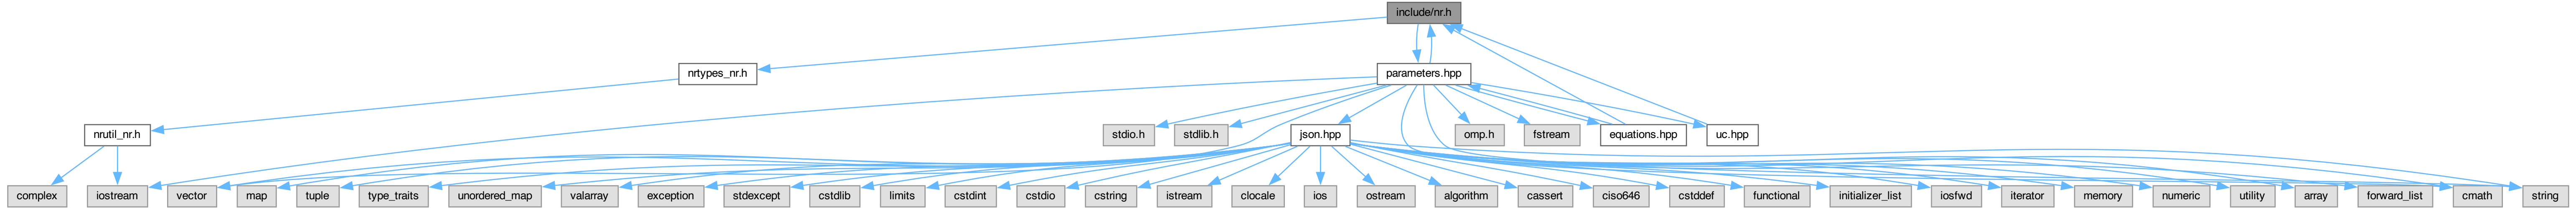 include/nr.h
nrtypes_nr.h
parameters.hpp
nrutil_nr.h
stdio.h
stdlib.h
json.hpp
omp.h
fstream
equations.hpp
uc.hpp
complex
iostream
vector
map
tuple
type_traits
unordered_map
valarray
exception
stdexcept
cstdlib
limits
cstdint
cstdio
cstring
istream
clocale
ios
ostream
algorithm
cassert
ciso646
cstddef
functional
initializer_list
iosfwd
iterator
memory
numeric
utility
array
forward_list
cmath
string